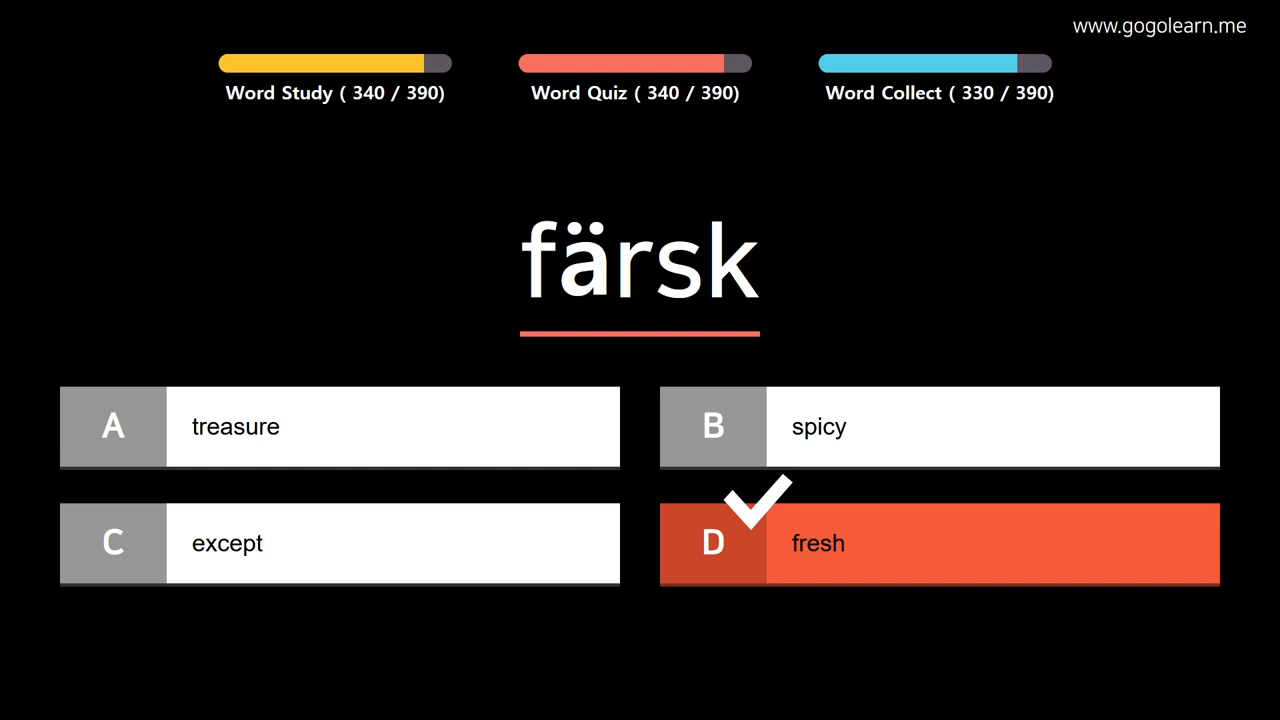 www.gogolearn.me
Word Study ( 340 / 390)
Word Quiz ( 340 / 390)
Word Collect ( 330 / 390)
färsk
A treasure
B spicy
C except
D fresh